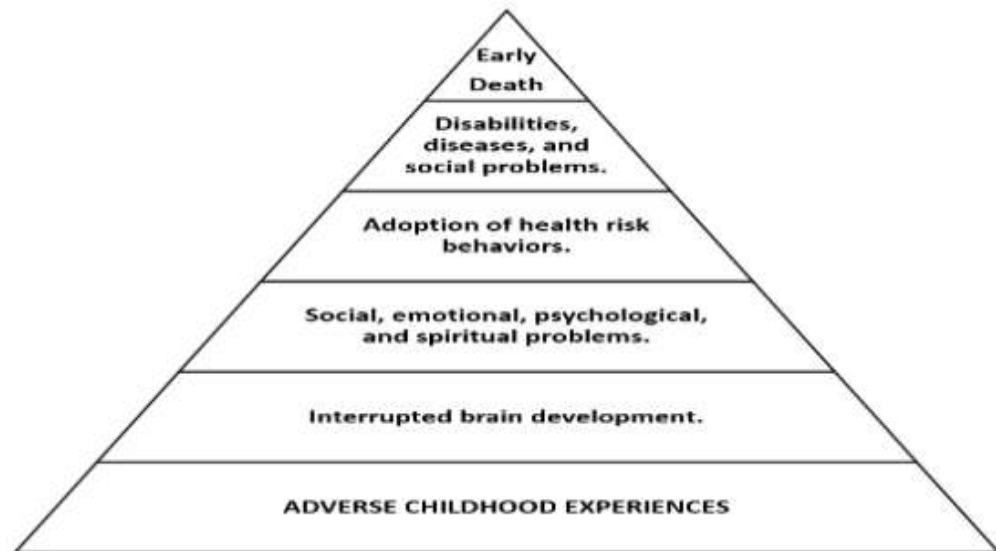 Early
Death
Disabilities,
diseases, and
social problems.
Adoption of health risk
behaviors.
Social, emotional, psychological,
and spiritual problems.
Interrupted brain development.
ADVERSE CHILDHOOD EXPERIENCES